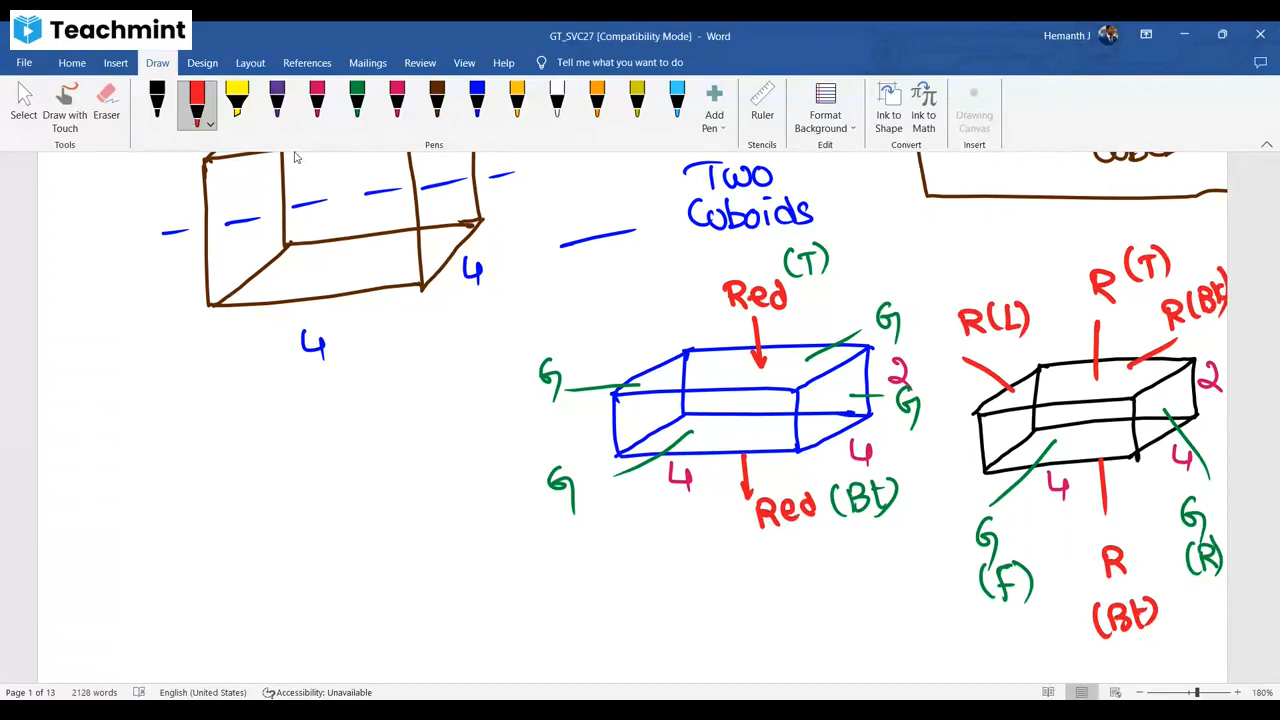 Teachmint
GT_SVC27 [Compatibility Mode] - Word
Hemanth J
File Home Insert Draw Design Layout References Mailings Review View Help Tell me what you want to do
Select
Draw with
Touch
Eraser
Add
Pen
Ruler
Format
Background
Ink to
Shape
Ink to
Math
Drawing
Canvas
Tools
Pens
Stencils
Edit
Convert
Insert
Two
Cuboids
4
4
Red (T)
G
G
2
G
G
4
4
Red (Bt)
R(L)
R (T)
R(Bt)
2
4
4
G
(F)
R
(Bt)
G
(R)
Page 1 of 13 2128 words English (United States) Accessibility: Unavailable
180%